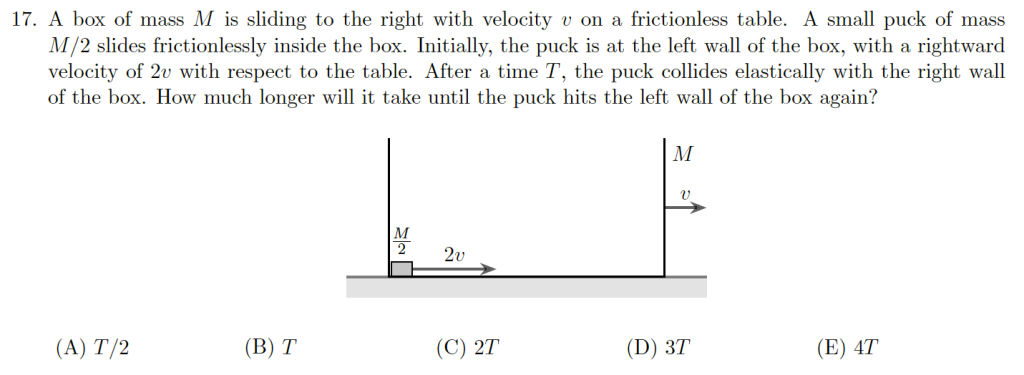 17. A box of mass M is sliding to the right with velocity v on a frictionless table. A small puck of mass
M/2 slides frictionlessly inside the box. Initially, the puck is at the left wall of the box, with a rightward
velocity of 2v with respect to the table. After a time T, the puck collides elastically with the right wall
of the box. How much longer will it take until the puck hits the left wall of the box again?
M
v
M
2
2v
(A) T/2 (B) T (C) 2T (D) 3T (E) 4T